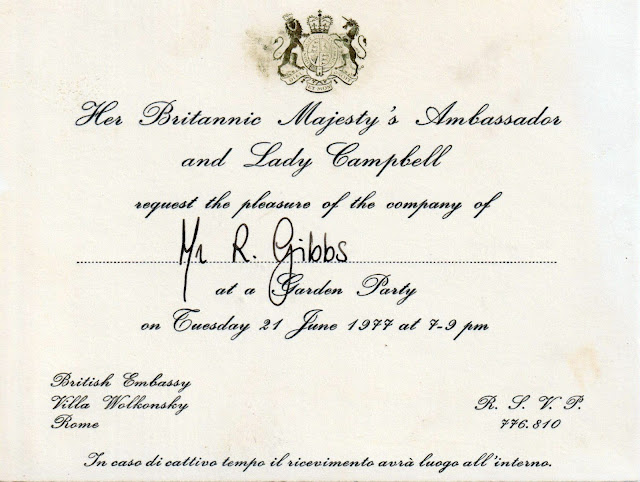 Her Britannic Majesty's Ambassador
and Lady Campbell
request the pleasure of the company of
Mr R. Gibbs
at a Garden Party
on Tuesday 21 June 1977 at 7-9 pm
British Embassy
Villa Wolkonsky
Rome
R. S. V. P.
776.810
In caso di cattivo tempo il ricevimento avrà luogo all'interno.